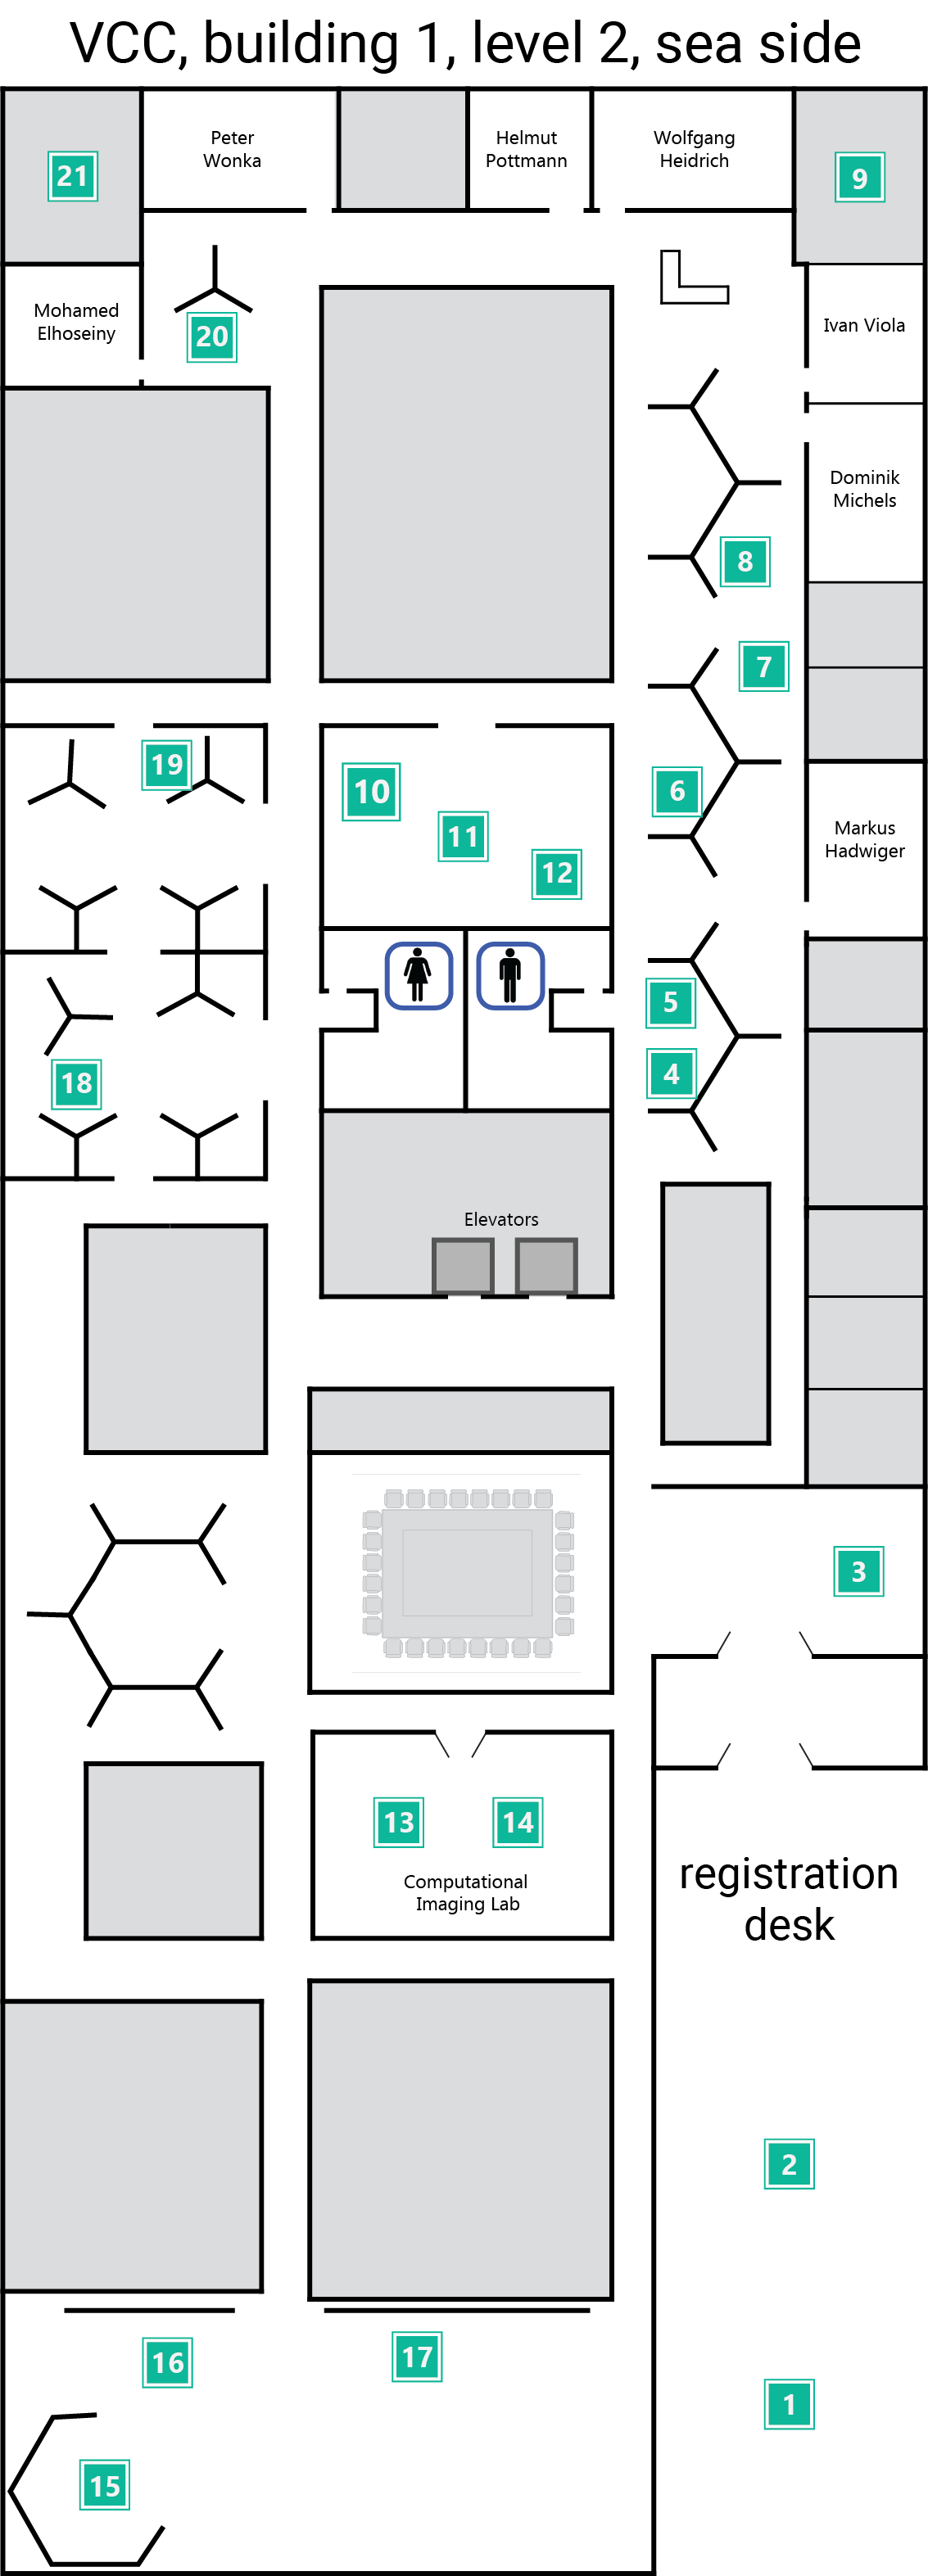 VCC, building 1, level 2, sea side
21
Peter
Wonka
Helmut
Pottmann
Wolfgang
Heidrich
9
Mohamed
Elhoseiny
20
Ivan Viola
Dominik
Michels
8
7
19
10
11
12
6
Markus
Hadwiger
5
4
18
Elevators
3
13
14
Computational
Imaging Lab
registration
desk
2
16
17
1
15